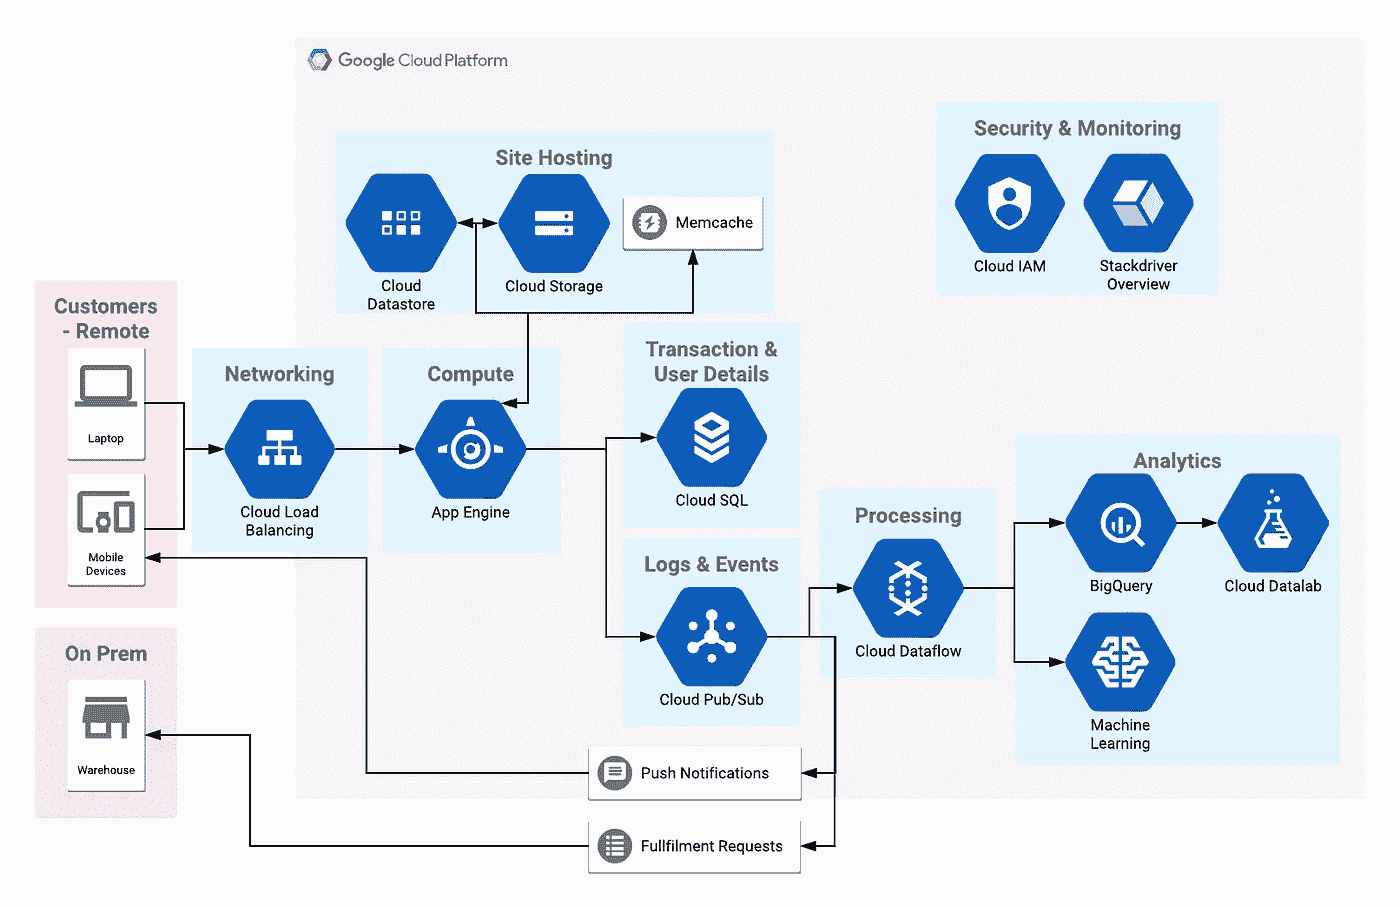 Google Cloud Platform
Site Hosting
Cloud
Datastore
Cloud Storage
Memcache
Security & Monitoring
Cloud IAM
Stackdriver
Overview
Customers
- Remote
Laptop
Mobile
Devices
Networking
Cloud Load
Balancing
Compute
App Engine
Transaction &
User Details
Cloud SQL
Logs & Events
Cloud Pub/Sub
Processing
Cloud Dataflow
Analytics
BigQuery
Cloud Datalab
Machine
Learning
On Prem
Warehouse
Push Notifications
Fullfilment Requests